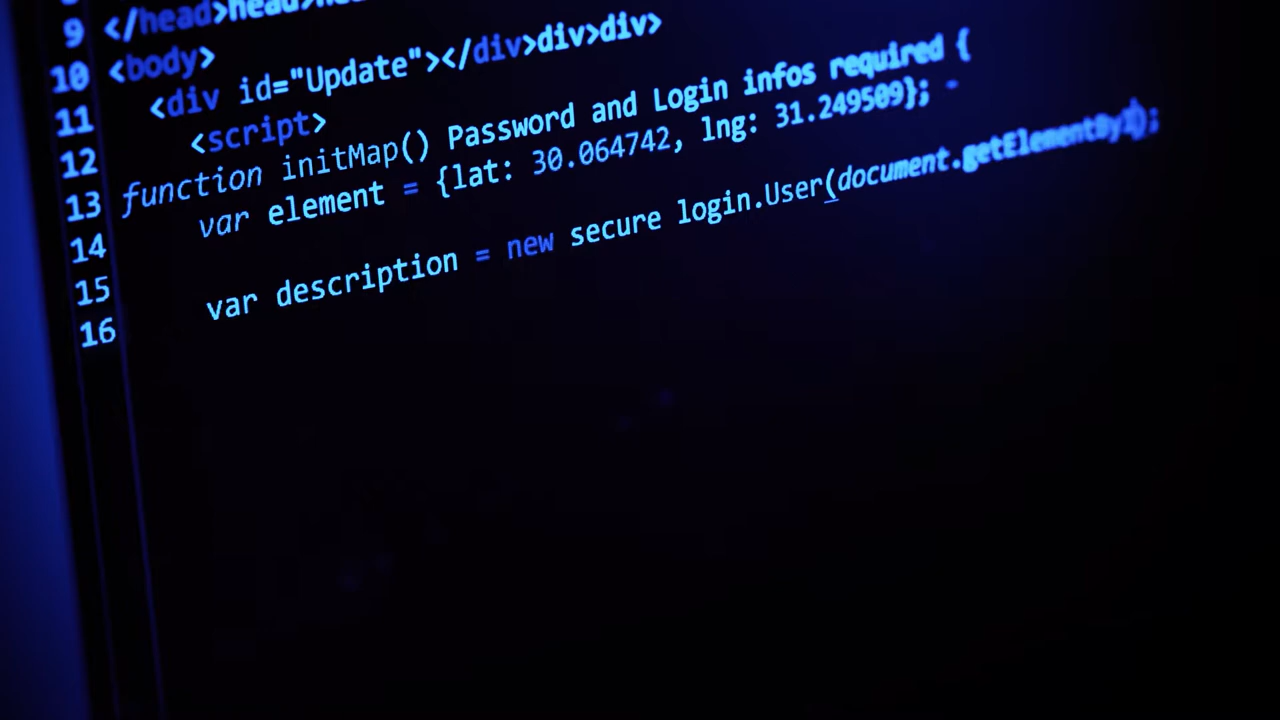 9 </head>head>
10 <body>
11 <div id="Update"></div>div>div>
12 <script>
13 function initMap() Password and Login infos required {
14 var element = {lat: 30.064742, lng: 31.249509};
15
16 var description = new secure login.User(document.getElementByI);